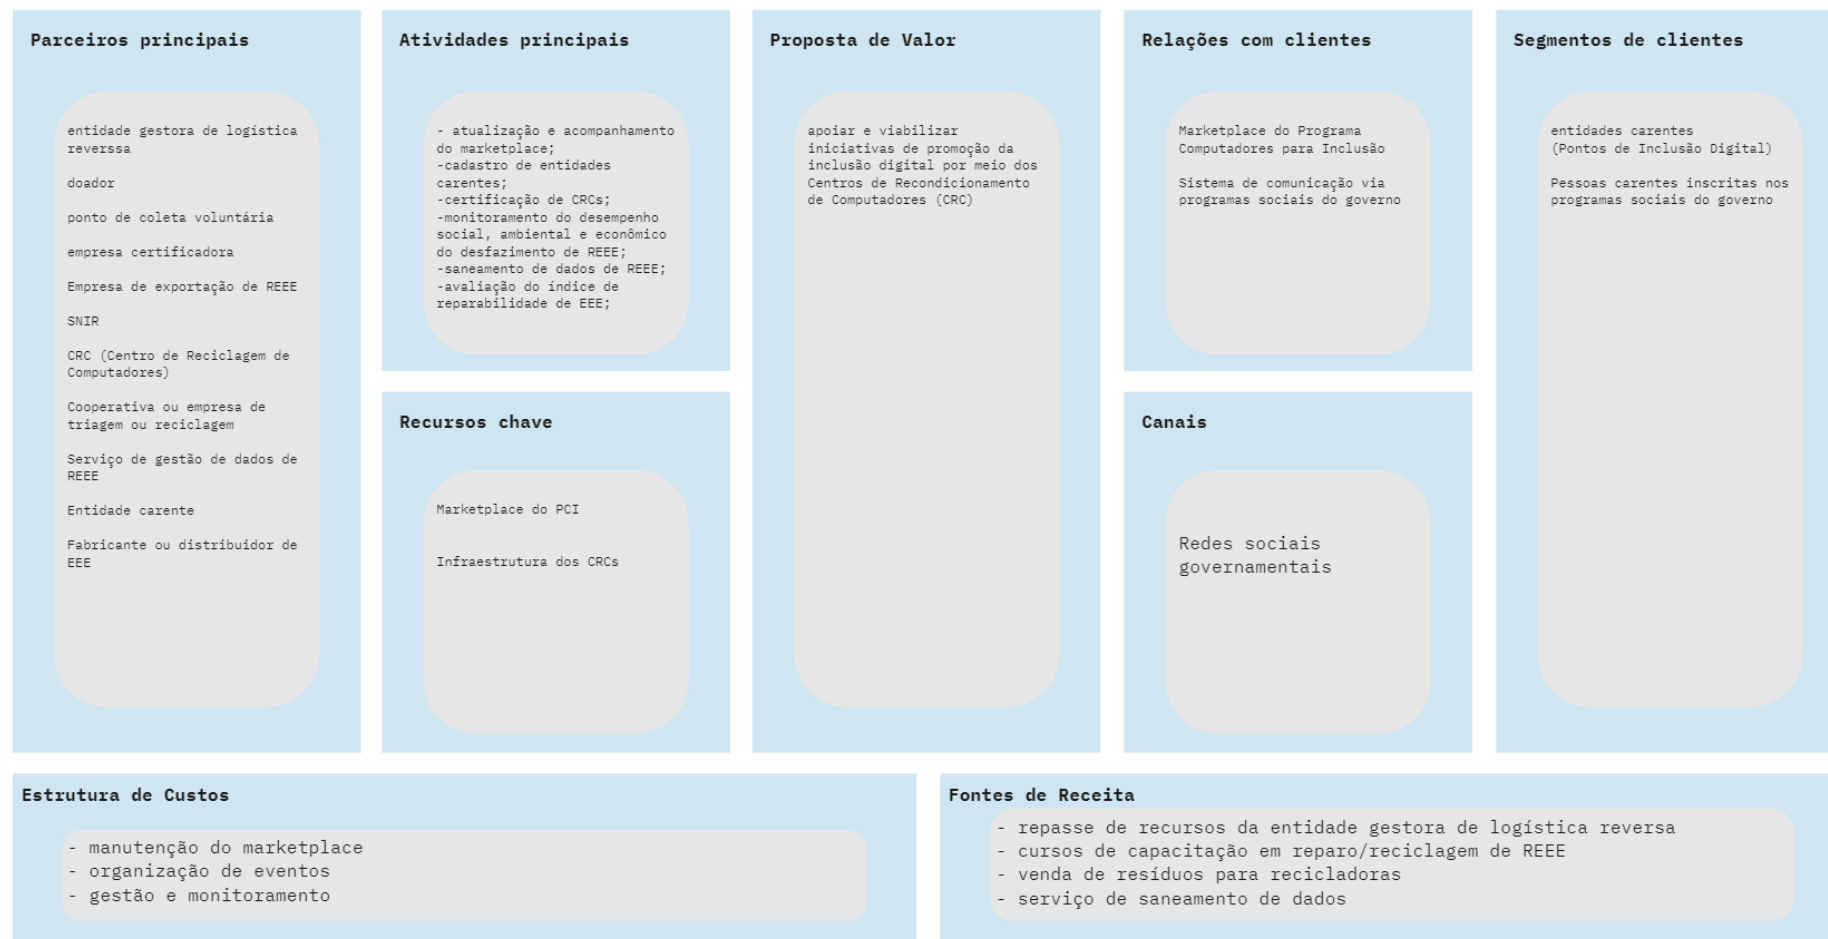 Parceiros principais
entidade gestora de logística
reverssa
doador
ponto de coleta voluntária
empresa certificadora
Empresa de exportação de REEE
SNIR
CRC (Centro de Reciclagem de
Computadores)
Cooperativa ou empresa de
triagem ou reciclagem
Serviço de gestão de dados de
REEE
Entidade carente
Fabricante ou distribuidor de
EEE
Atividades principais
- atualização e acompanhamento
do marketplace;
-cadastro de entidades
carentes;
-certificação de CRCs;
-monitoramento do desempenho
social, ambiental e econômico
do desfazimento de REEE;
-saneamento de dados de REEE;
-avaliação do índice de
reparabilidade de EEE;
Recursos chave
Marketplace do PCI
Infraestrutura dos CRCs
Proposta de Valor
apoiar e viabilizar
iniciativas de promoção da
inclusão digital por meio dos
Centros de Recondicionamento
de Computadores (CRC)
Relações com clientes
Marketplace do Programa
Computadores para Inclusão
Sistema de comunicação via
programas sociais do governo
Canais
Redes sociais
governamentais
Segmentos de clientes
entidades carentes
(Pontos de Inclusão Digital)
Pessoas carentes inscritas nos
programas sociais do governo
Estrutura de Custos
- manutenção do marketplace
- organização de eventos
- gestão e monitoramento
Fontes de Receita
- repasse de recursos da entidade gestora de logística reversa
- cursos de capacitação em reparo/reciclagem de REEE
- venda de resíduos para recicladoras
- serviço de saneamento de dados